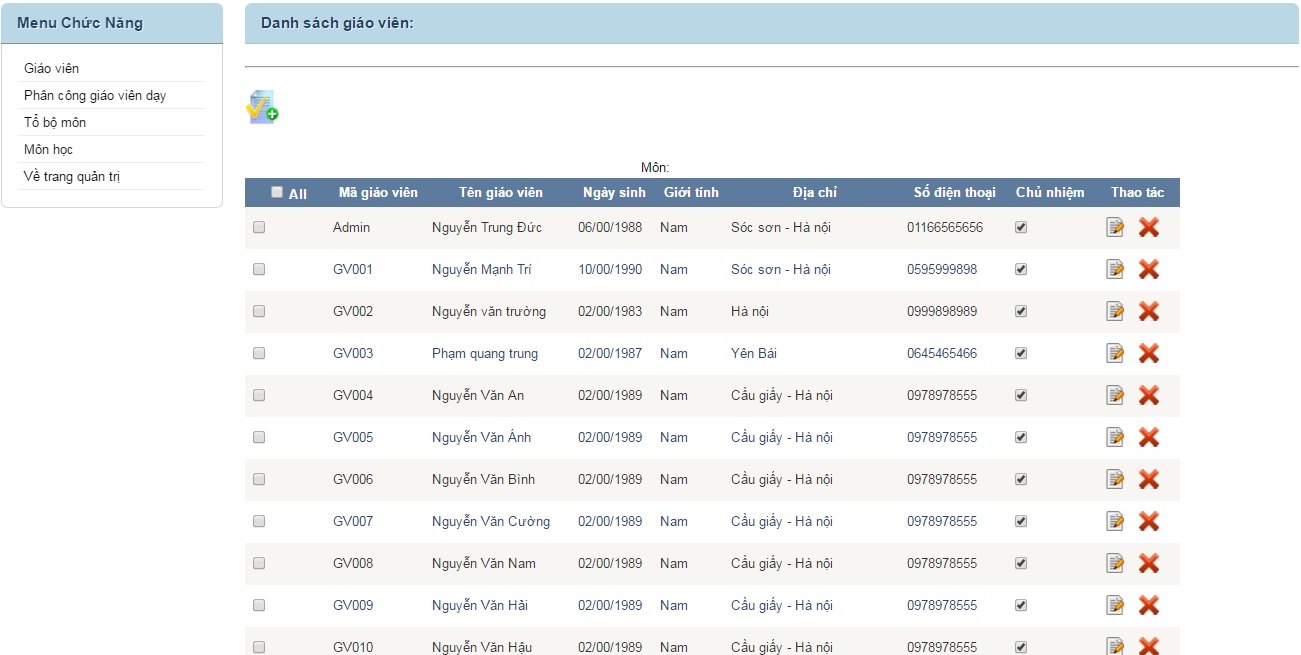 Menu Chức Năng
Giáo viên
Phân công giáo viên dạy
Tổ bộ môn
Môn học
Về trang quản trị
Danh sách giáo viên:
Môn:
All Mã giáo viên Tên giáo viên Ngày sinh Giới tính Địa chỉ Số điện thoại Chủ nhiệm Thao tác
Admin Nguyễn Trung Đức 06/00/1988 Nam Sóc sơn - Hà nội 01166565656
GV001 Nguyễn Mạnh Trí 10/00/1990 Nam Sóc sơn - Hà nội 0595999898
GV002 Nguyễn văn trường 02/00/1983 Nam Hà nội 0999898989
GV003 Phạm quang trung 02/00/1987 Nam Yên Bái 0645465466
GV004 Nguyễn Văn An 02/00/1989 Nam Cầu giấy - Hà nội 0978978555
GV005 Nguyễn Văn Ánh 02/00/1989 Nam Cầu giấy - Hà nội 0978978555
GV006 Nguyễn Văn Bình 02/00/1989 Nam Cầu giấy - Hà nội 0978978555
GV007 Nguyễn Văn Cường 02/00/1989 Nam Cầu giấy - Hà nội 0978978555
GV008 Nguyễn Văn Nam 02/00/1989 Nam Cầu giấy - Hà nội 0978978555
GV009 Nguyễn Văn Hải 02/00/1989 Nam Cầu giấy - Hà nội 0978978555
GV010 Nguyễn Văn Hậu 02/00/1989 Nam Cầu giấy - Hà nội 0978978555